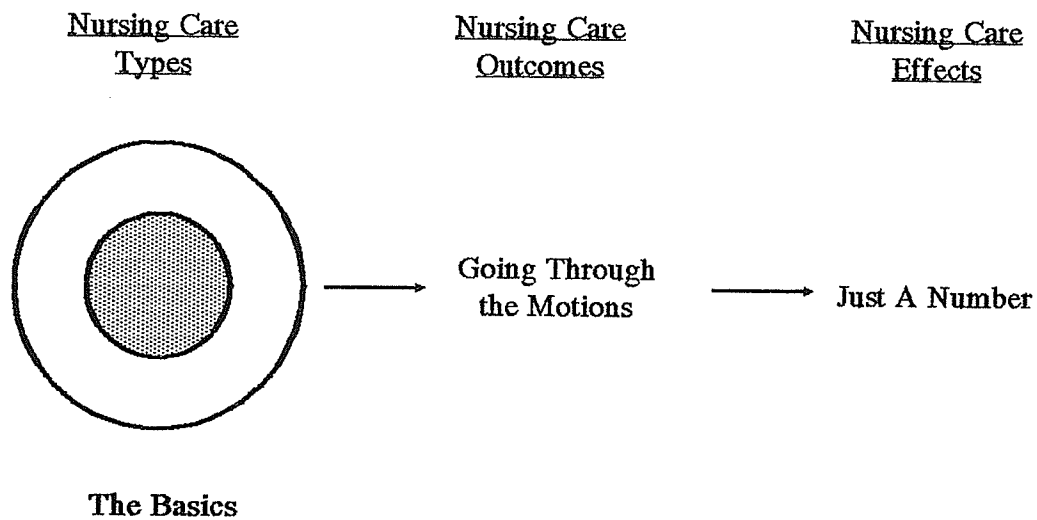 Nursing Care
Types
Nursing Care
Outcomes
Nursing Care
Effects
Going Through
the Motions
Just A Number
The Basics